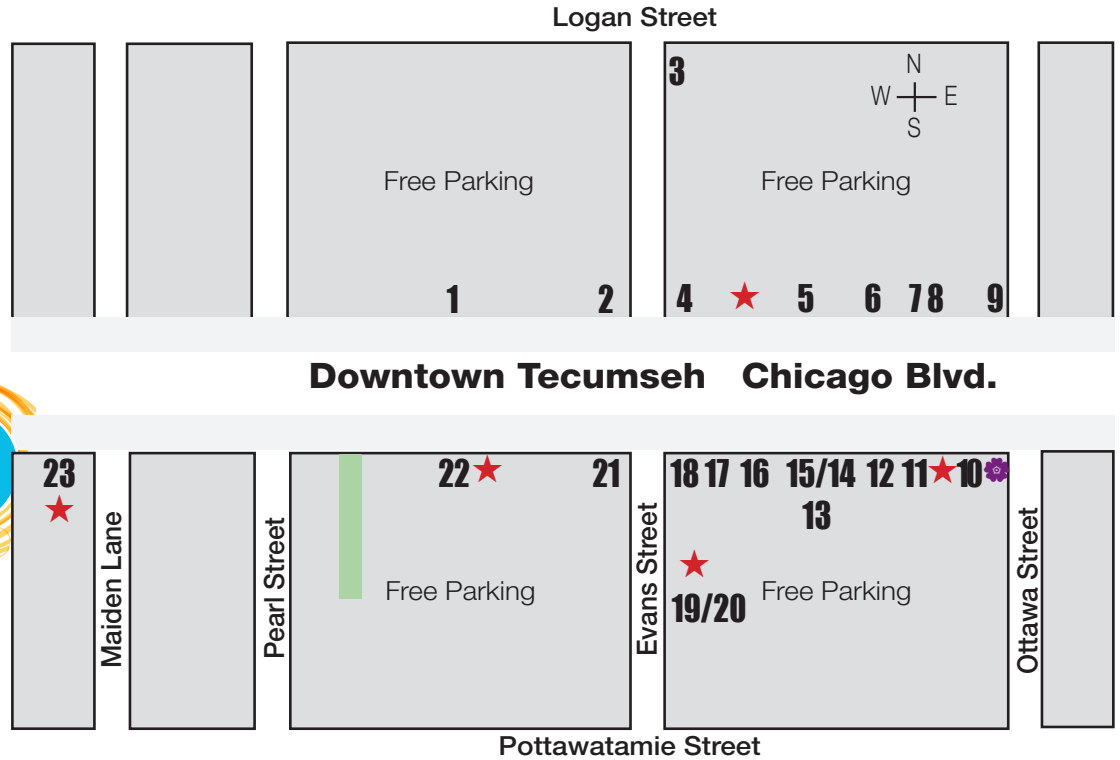 Logan Street
3
N
W E
S
Free Parking
Free Parking
1
2
4
5
6
7
8
9
Downtown Tecumseh Chicago Blvd.
23
22
21
18 17 16 15/14 12 11 10
13
Maiden Lane
Pearl Street
Evans Street
Ottawa Street
Free Parking
19/20
Free Parking
Pottawatamie Street